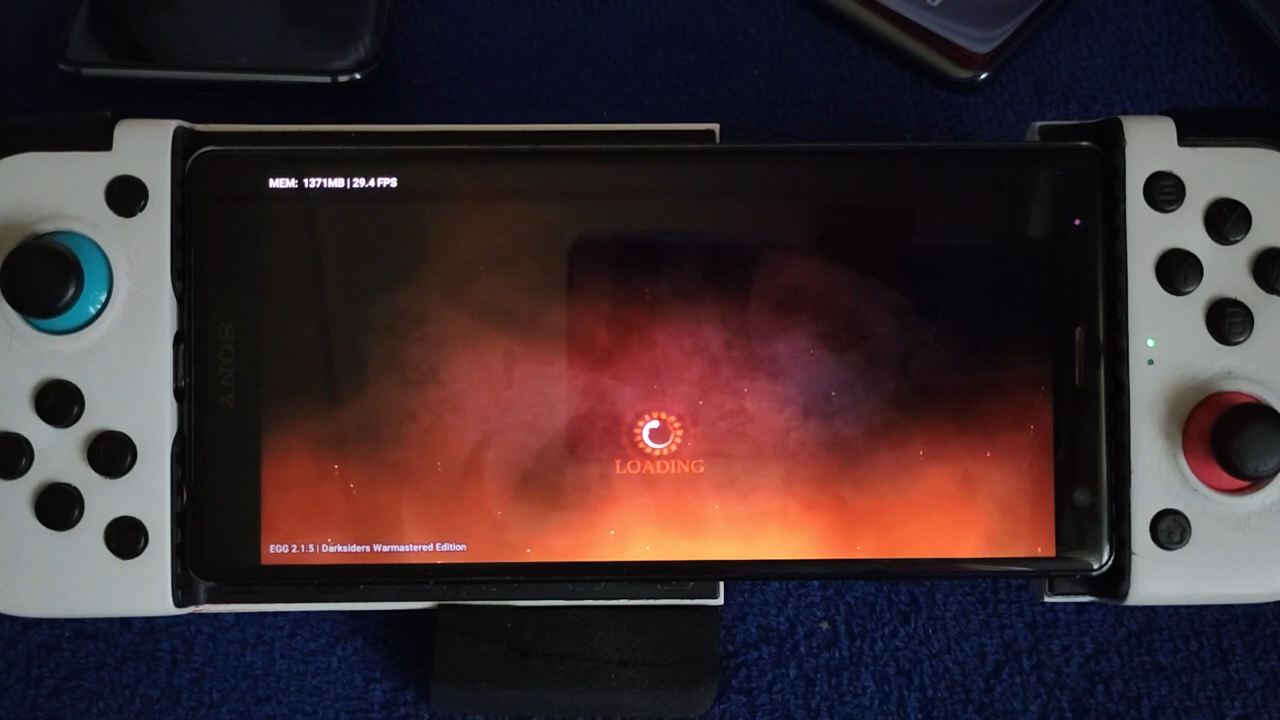 MEM: 1371MB | 29.4 FPS
SONY
LOADING
EGG 2.1.5 | Darksiders Warmastered Edition